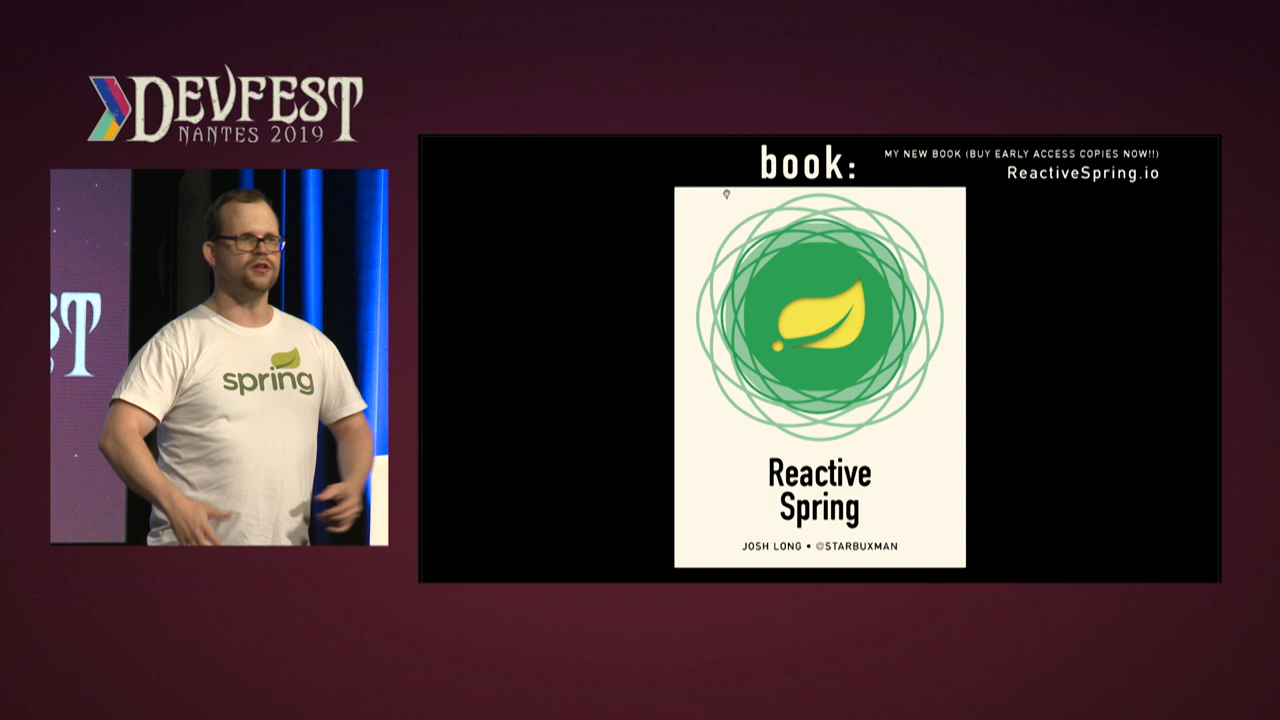 DEVFEST
NANTES 2019
ST
spring
book:
MY NEW BOOK (BUY EARLY ACCESS COPIES NOW!!)
ReactiveSpring.io
Reactive
Spring
JOSH LONG • @STARBUXMAN